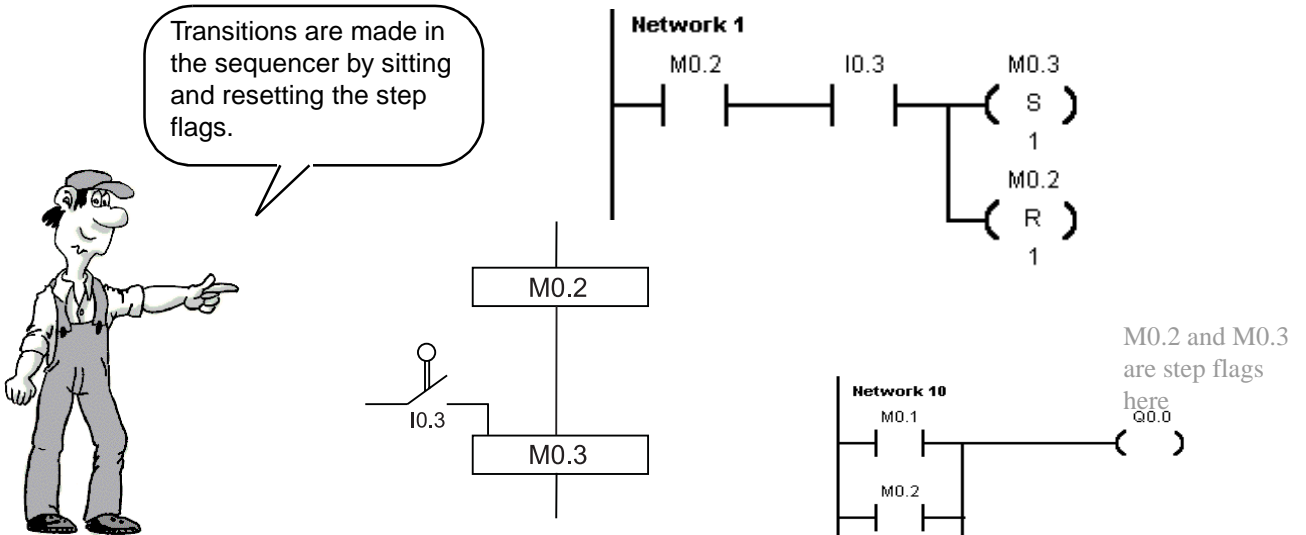 Transitions are made in
the sequencer by sitting
and resetting the step
flags.
Network 1
M0.2
I0.3
M0.3
S
1
M0.2
R
1
M0.2
I0.3
M0.3
M0.2 and M0.3
are step flags
here
Network 10
M0.1
Q0.0
M0.2